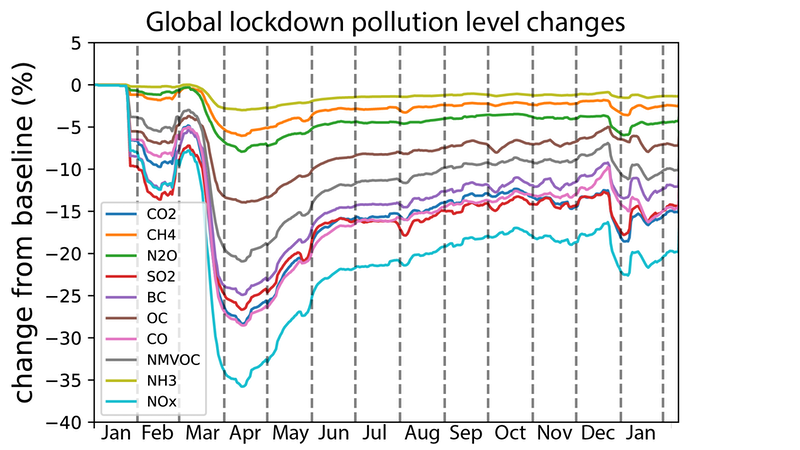 Global lockdown pollution level changes
change from baseline (%)
5
0
−5
−10
−15
−20
−25
−30
−35
−40
CO2
CH4
N2O
SO2
BC
OC
CO
NMVOC
NH3
NOx
Jan Feb Mar Apr May Jun Jul Aug Sep Oct Nov Dec Jan